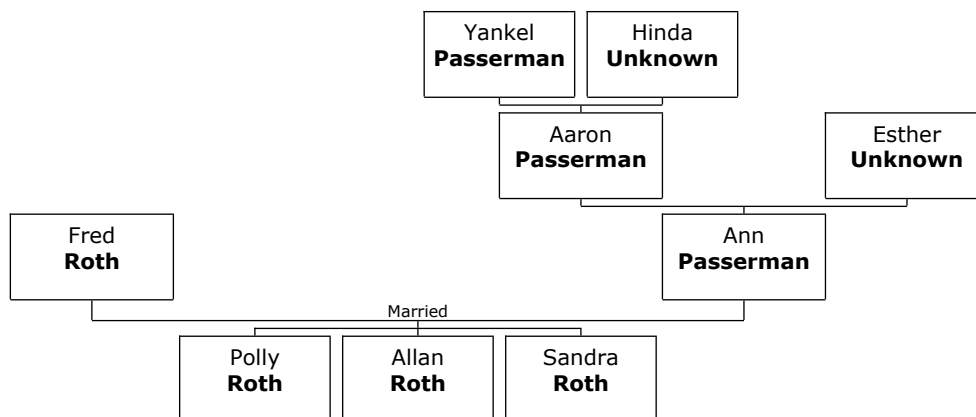 Yankel
Passerman
Hinda
Unknown
Aaron
Passerman
Esther
Unknown
Fred
Roth
Ann
Passerman
Married
Polly
Roth
Allan
Roth
Sandra
Roth